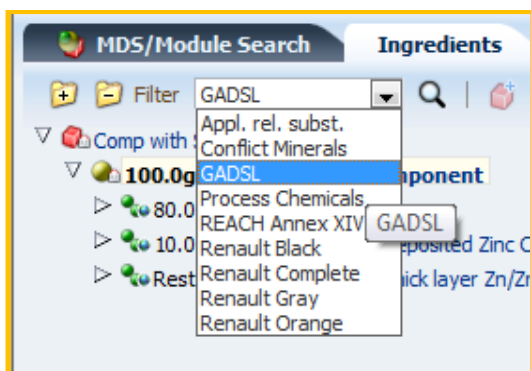 MDS/Module Search Ingredients
Filter GADSL
Appl. rel. subst.
Comp with
Conflict Minerals
100.0g GADSL ponent
Process Chemicals
80.0
REACH Annex XIV GADSL
10.0 Renault Black eposited Zinc C
Rest Renault Complete hick layer Zn/Zr
Renault Gray
Renault Orange